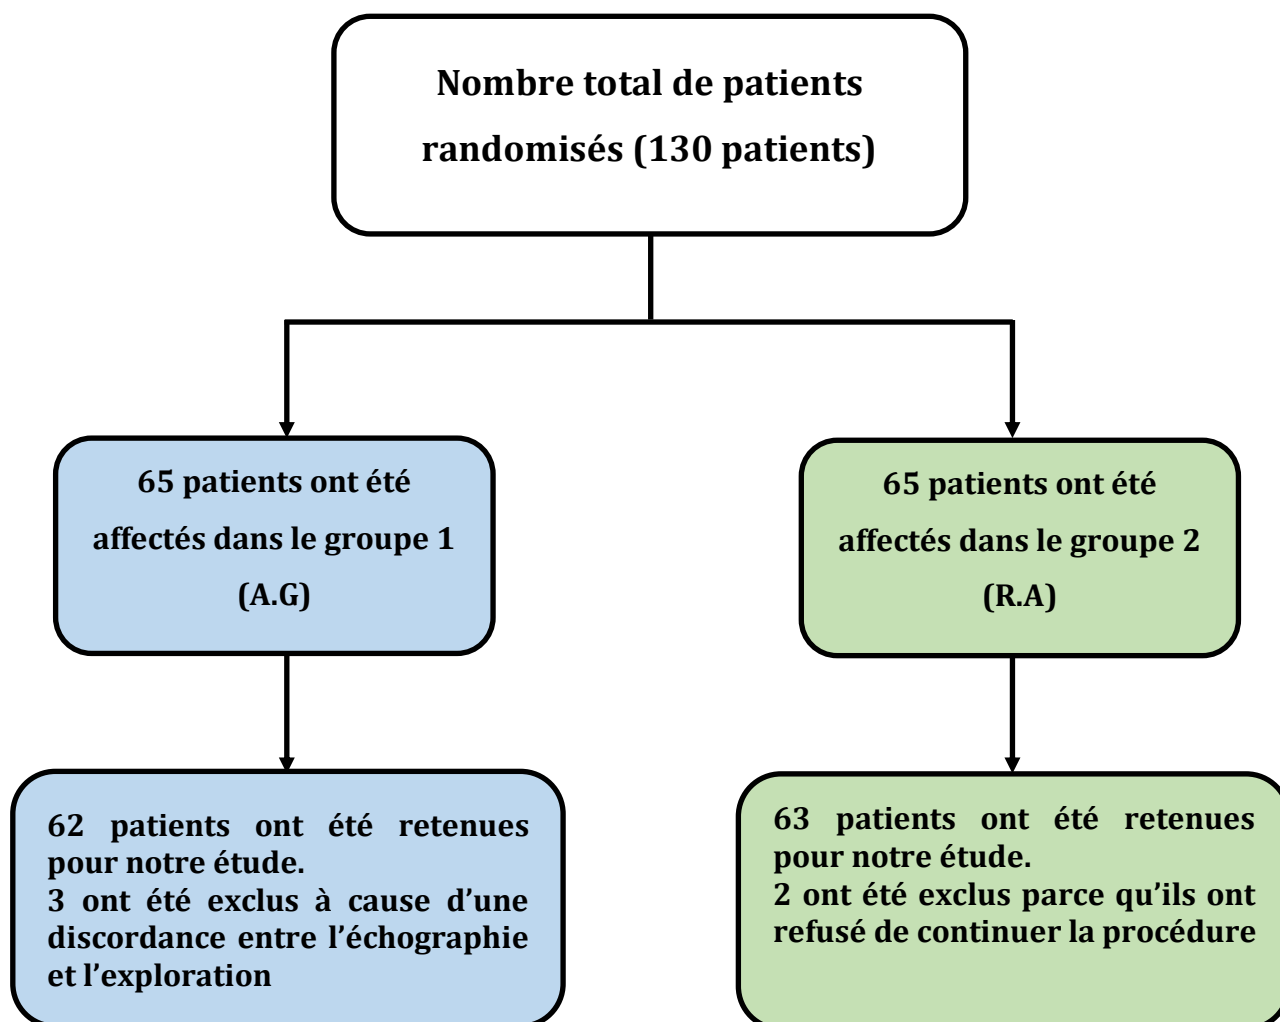 Nombre total de patients
randomisés (130 patients)
65 patients ont été
affectés dans le groupe 1
(A.G)
65 patients ont été
affectés dans le groupe 2
(R.A)
62 patients ont été retenues
pour notre étude.
3 ont été exclus à cause d’une
discordance entre l’échographie
et l’exploration
63 patients ont été retenues
pour notre étude.
2 ont été exclus parce qu’ils ont
refusé de continuer la procédure